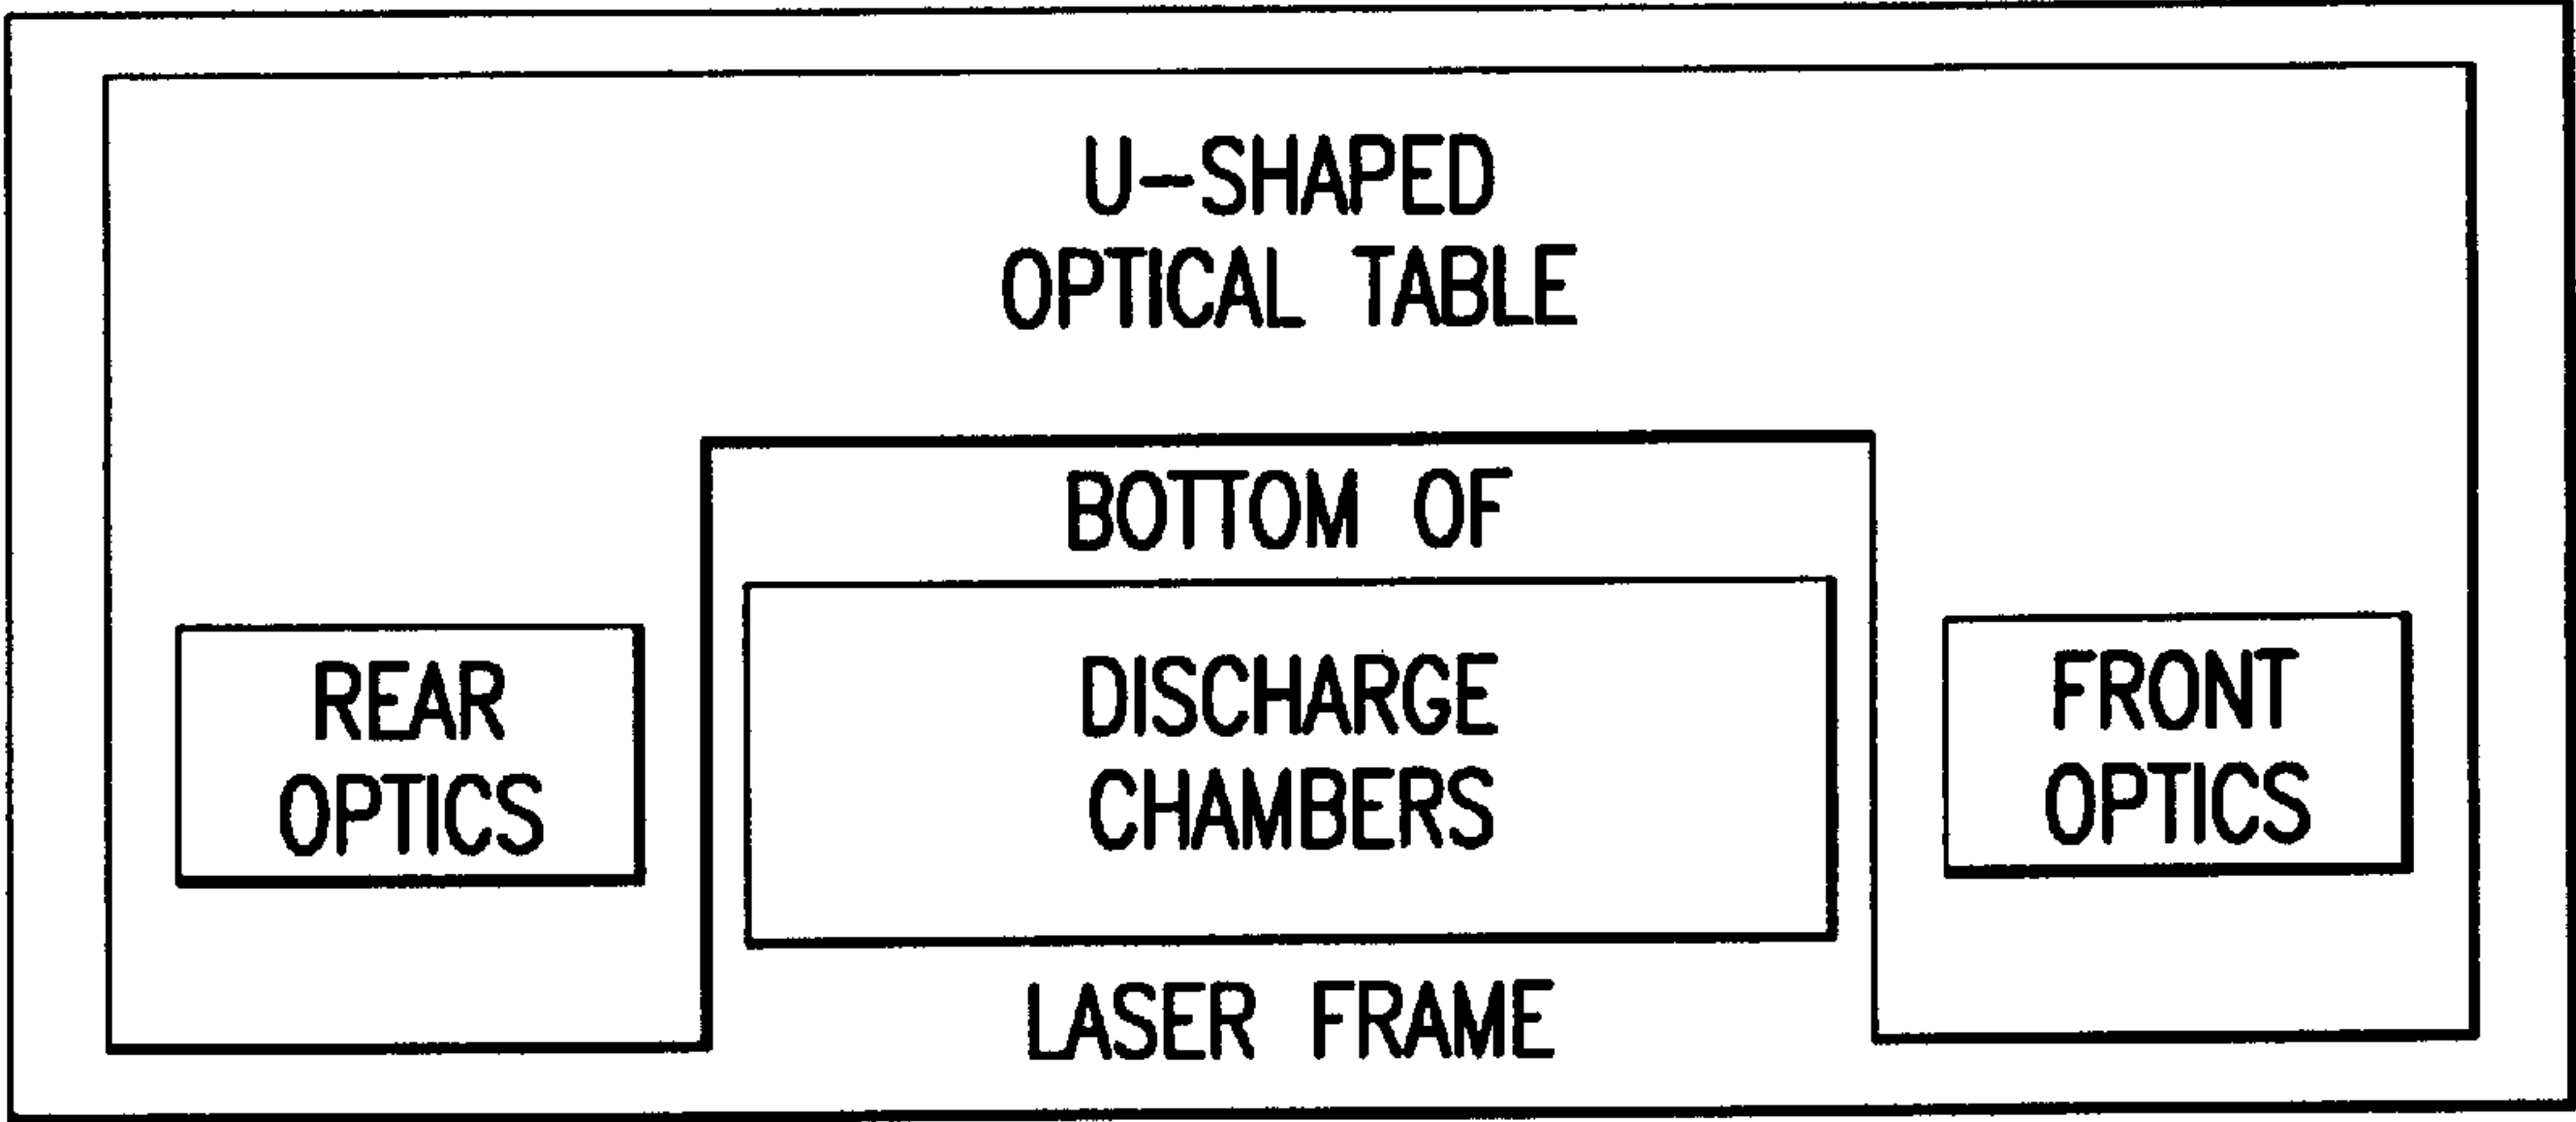 U-SHAPED
OPTICAL TABLE
BOTTOM OF
REAR
OPTICS
DISCHARGE
CHAMBERS
FRONT
OPTICS
LASER FRAME